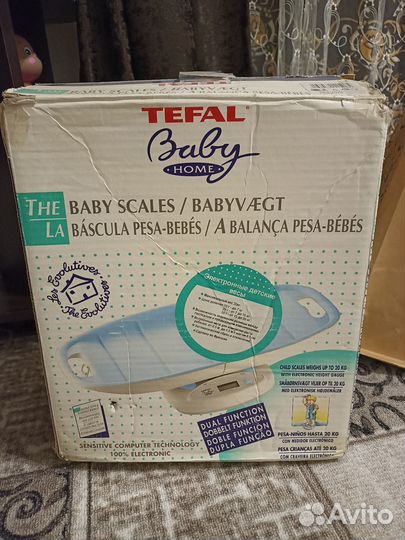 TEFAL
Baby
HOME
THE BABY SCALES / BABYVÆGT
LA BÁSCULA PESA-BEBÉS / A BALANÇA PESA-BÉBÉS
Les Evolutives
The Evolutives
Электронные детские
весы
CHILD SCALES WEIGHS UP TO 20 KG
WITH ELECTRONIC HEIGHT GAUGE
SMÅBØRNSVÆGT VEJER OP TIL 20 KG
MED ELEKTRONISK HØJDEMÅLER
DUAL FUNCTION
DOBBELT FUNKTION
DOBLE FUNCIÓN
DUPLA FUNÇÃO
PESA-NIÑOS HASTA 20 KG
CON MEDIDOR ELECTRÓNICO
PESA CRIANÇAS ATÉ 20 KG
COM CRAVEIRA ELECTRÓNICA
SENSITIVE COMPUTER TECHNOLOGY
100% ELECTRONIC
Avito